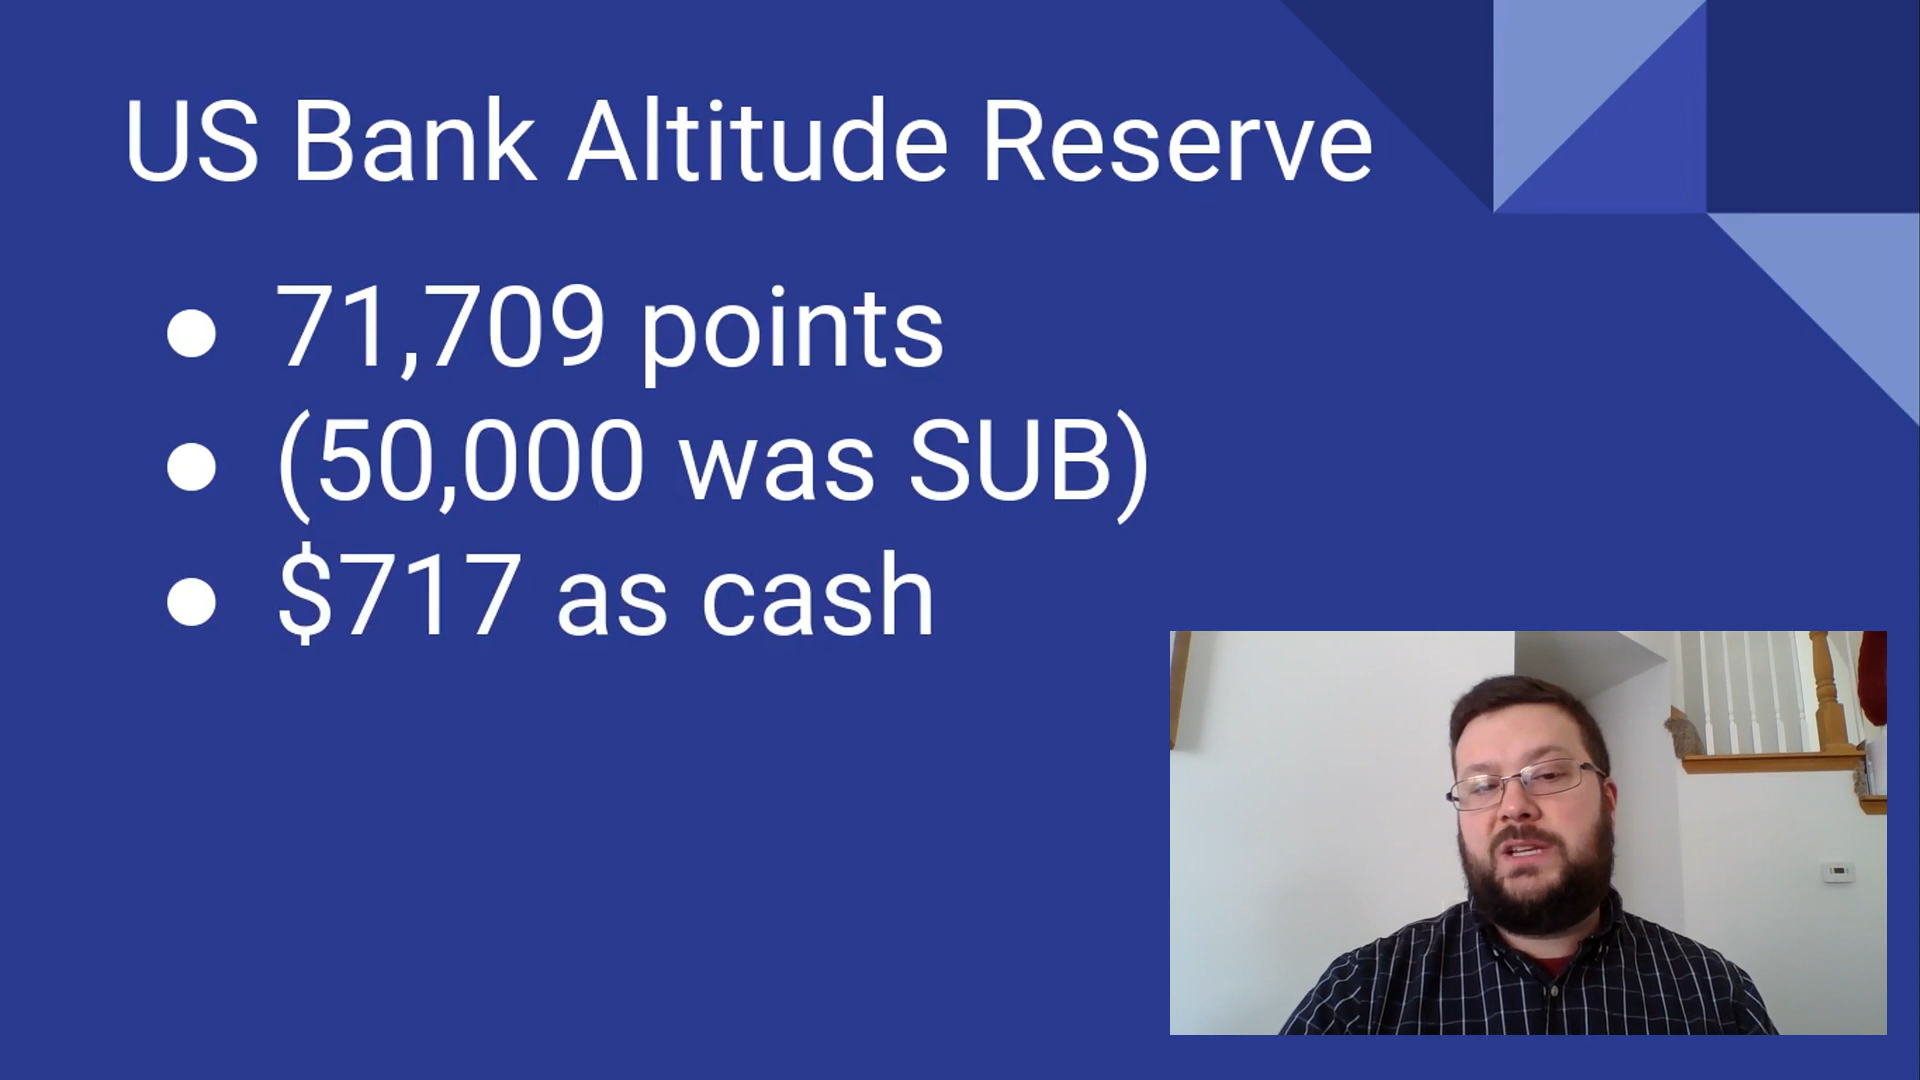 US Bank Altitude Reserve
● 71,709 points
● (50,000 was SUB)
● $717 as cash